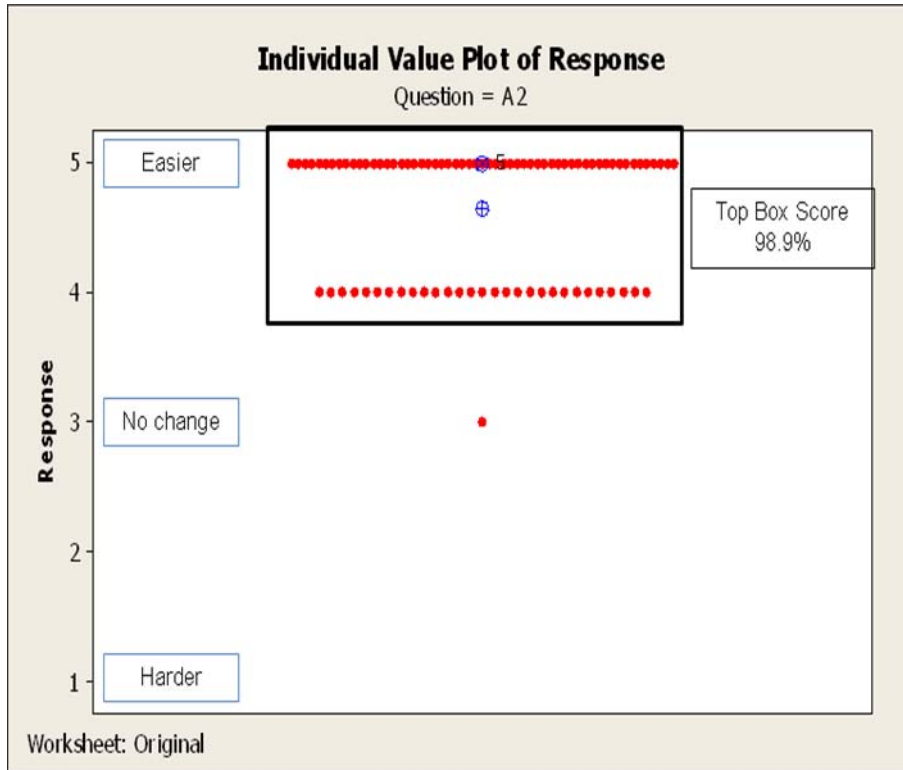 Individual Value Plot of Response
Question = A2
5
Easier
5
Top Box Score
98.9%
4
Response
No change
3
2
Harder
1
Worksheet: Original